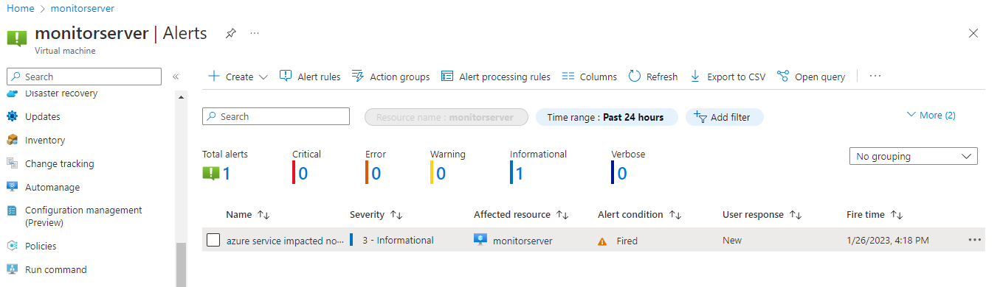 Home > monitorserver
monitorserver | Alerts
Virtual machine
Search
Disaster recovery
Updates
Inventory
Change tracking
Automanage
Configuration management
(Preview)
Policies
Run command
Create Alert rules Action groups Alert processing rules Columns Refresh Export to CSV Open query
Search Resource name : monitorserver Time range : Past 24 hours Add filter More (2)
Total alerts Critical Error Warning Informational Verbose
1 0 0 0 1 0
No grouping
Name Severity Affected resource Alert condition User response Fire time
azure service impacted no... 3 - Informational monitorserver Fired New 1/26/2023, 4:18 PM